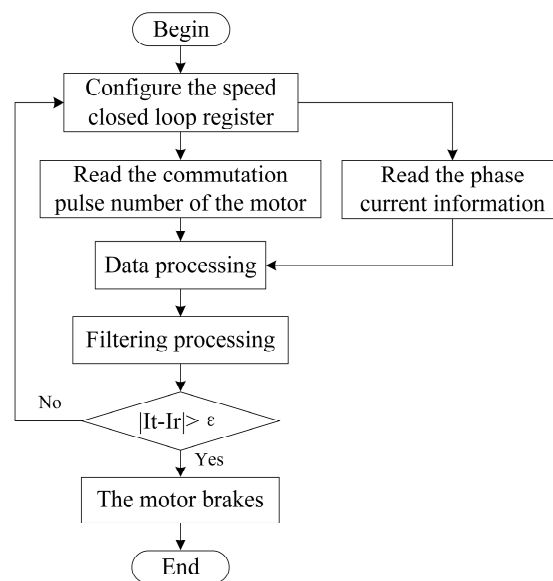 Begin
Configure the speed
closed loop register
Read the commutation
pulse number of the motor
Read the phase
current information
Data processing
Filtering processing
No
|It-Ir|> ε
Yes
The motor brakes
End